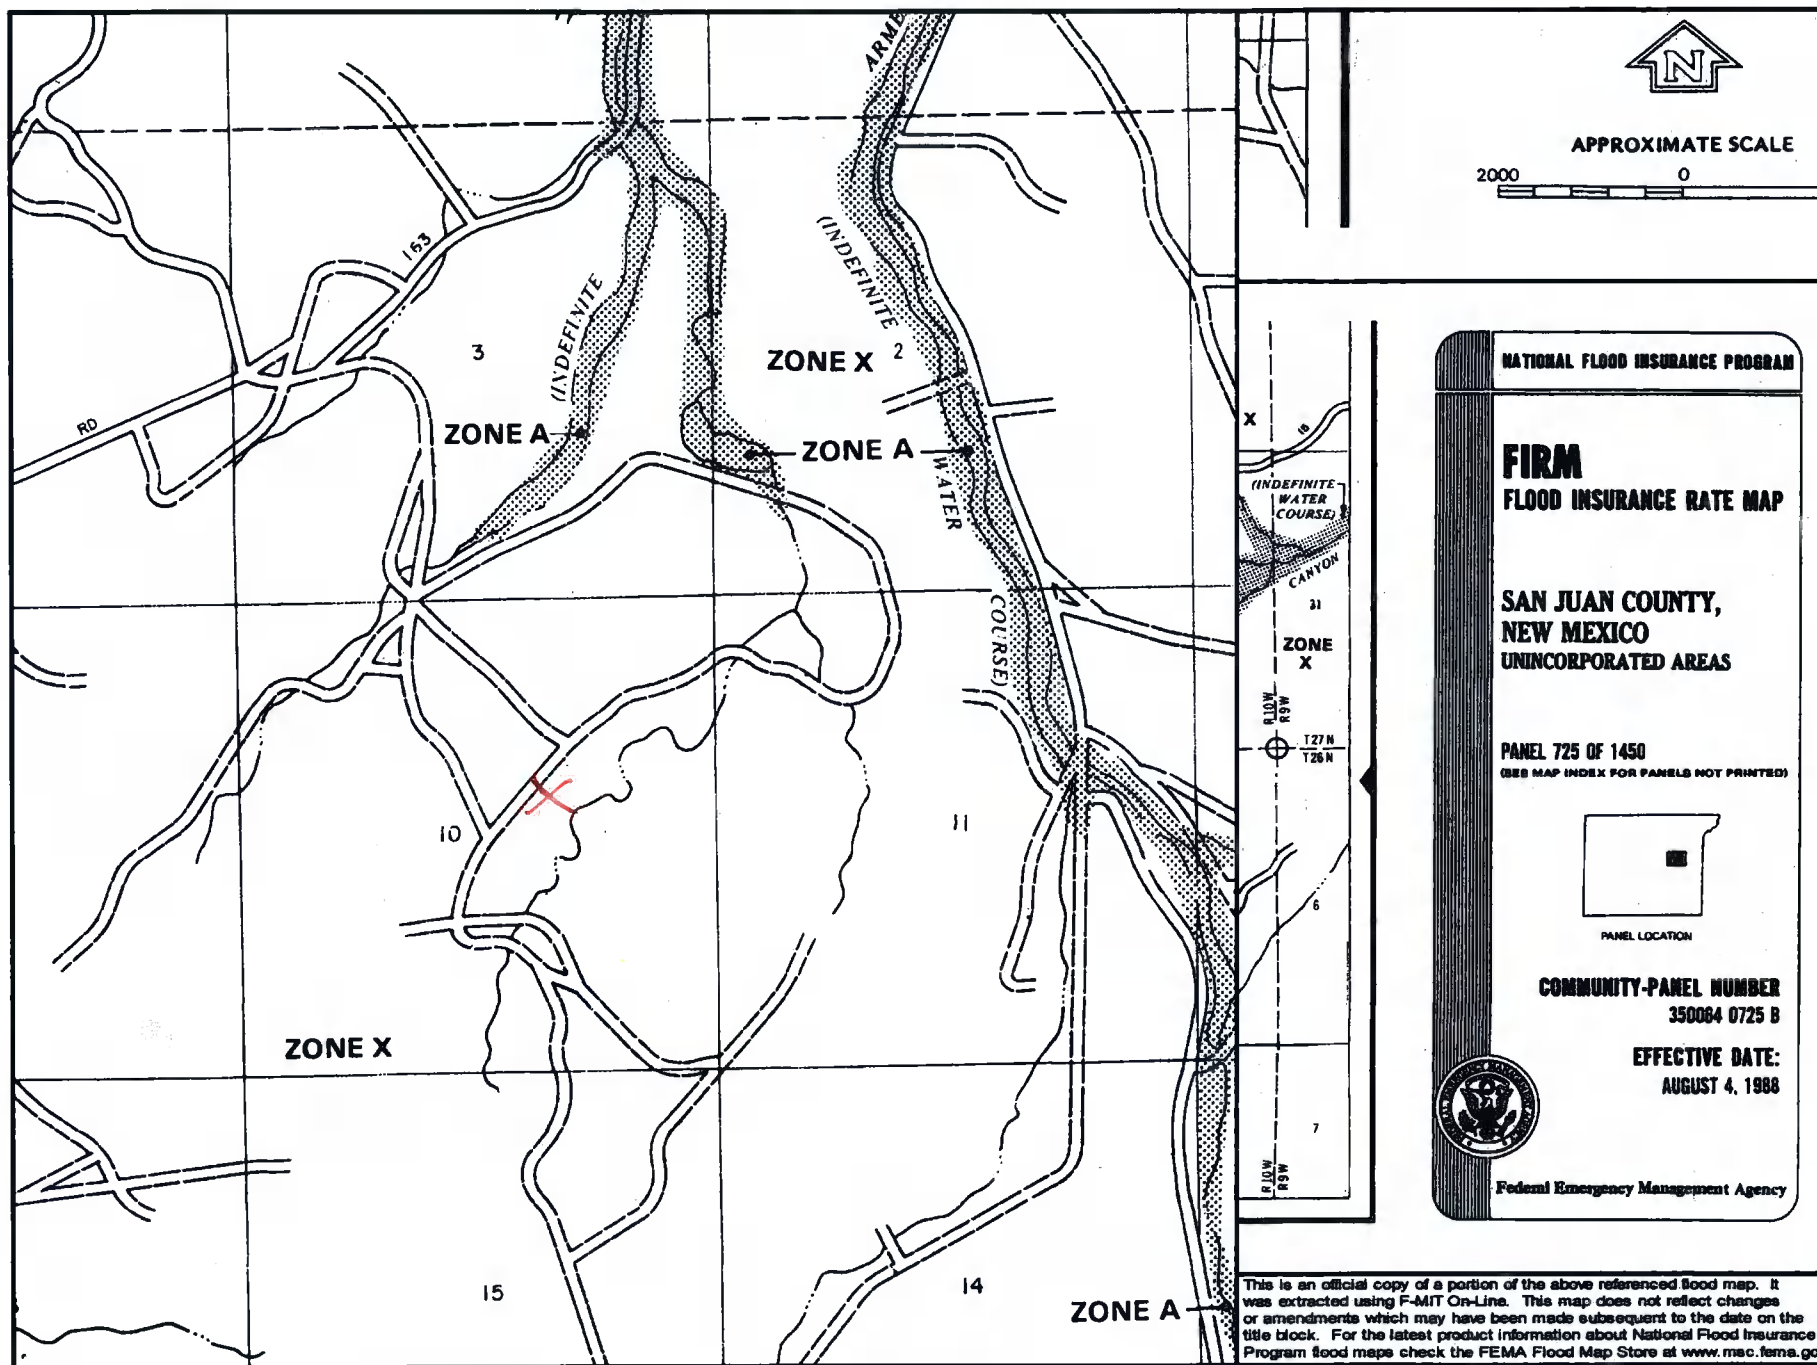 ARME
163
(INDEFINITE
3
ZONE A
RD
(INDEFINITE
WATER
COURSE)
ZONE X
2
ZONE A
10
11
ZONE X
15
14
ZONE A
N
APPROXIMATE SCALE
2000 0
X
18
(INDEFINITE
WATER
COURSE)
CANYON
31
ZONE
X
R10W
R9W
T27N
T26N
6
7
R10W
R9W
NATIONAL FLOOD INSURANCE PROGRAM
FIRM
FLOOD INSURANCE RATE MAP
SAN JUAN COUNTY,
NEW MEXICO
UNINCORPORATED AREAS
PANEL 725 OF 1450
(SEE MAP INDEX FOR PANELS NOT PRINTED)
PANEL LOCATION
COMMUNITY-PANEL NUMBER
350064 0725 B
EFFECTIVE DATE:
AUGUST 4, 1988
FEDERAL EMERGENCY MANAGEMENT AGENCY
Federal Emergency Management Agency
This is an official copy of a portion of the above referenced flood map. It
was extracted using F-MIT On-Line. This map does not reflect changes
or amendments which may have been made subsequent to the date on the
title block. For the latest product information about National Flood Insurance
Program flood maps check the FEMA Flood Map Store at www.msc.fema.go